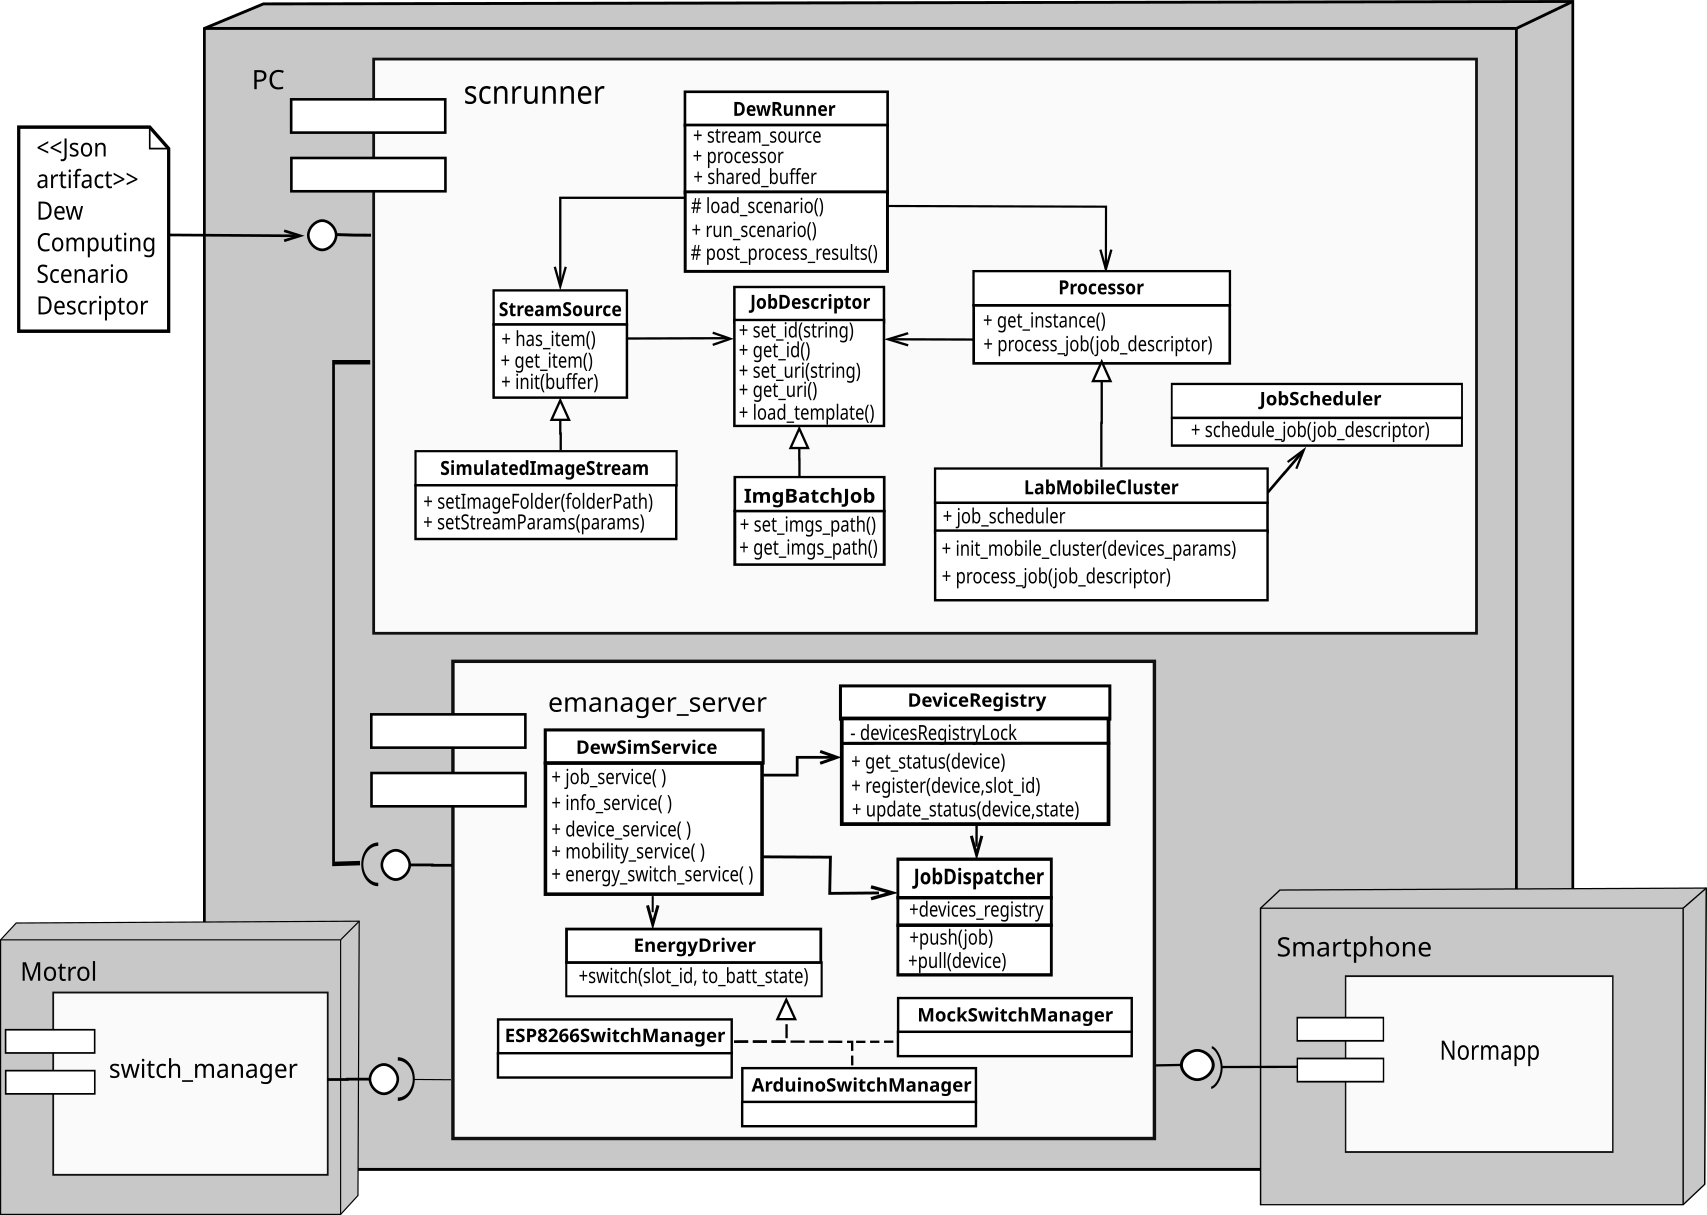 PC
scnrunner
<<Json
artifact>>
Dew
Computing
Scenario
Descriptor
DewRunner
+ stream_source
+ processor
+ shared_buffer
# load_scenario()
+ run_scenario()
# post_process_results()
StreamSource
+ has_item()
+ get_item()
+ init(buffer)
JobDescriptor
+ set_id(string)
+ get_id()
+ set_uri(string)
+ get_uri()
+ load_template()
Processor
+ get_instance()
+ process_job(job_descriptor)
JobScheduler
+ schedule_job(job_descriptor)
SimulatedImageStream
+ setImageFolder(folderPath)
+ setStreamParams(params)
ImgBatchJob
+ set_imgs_path()
+ get_imgs_path()
LabMobileCluster
+ job_scheduler
+ init_mobile_cluster(devices_params)
+ process_job(job_descriptor)
emanager_server
DewSimService
+ job_service( )
+ info_service( )
+ device_service( )
+ mobility_service( )
+ energy_switch_service( )
DeviceRegistry
- devicesRegistryLock
+ get_status(device)
+ register(device,slot_id)
+ update_status(device,state)
JobDispatcher
+devices_registry
+push(job)
+pull(device)
EnergyDriver
+switch(slot_id, to_batt_state)
ESP8266SwitchManager
MockSwitchManager
ArduinoSwitchManager
Motrol
switch_manager
Smartphone
Normapp